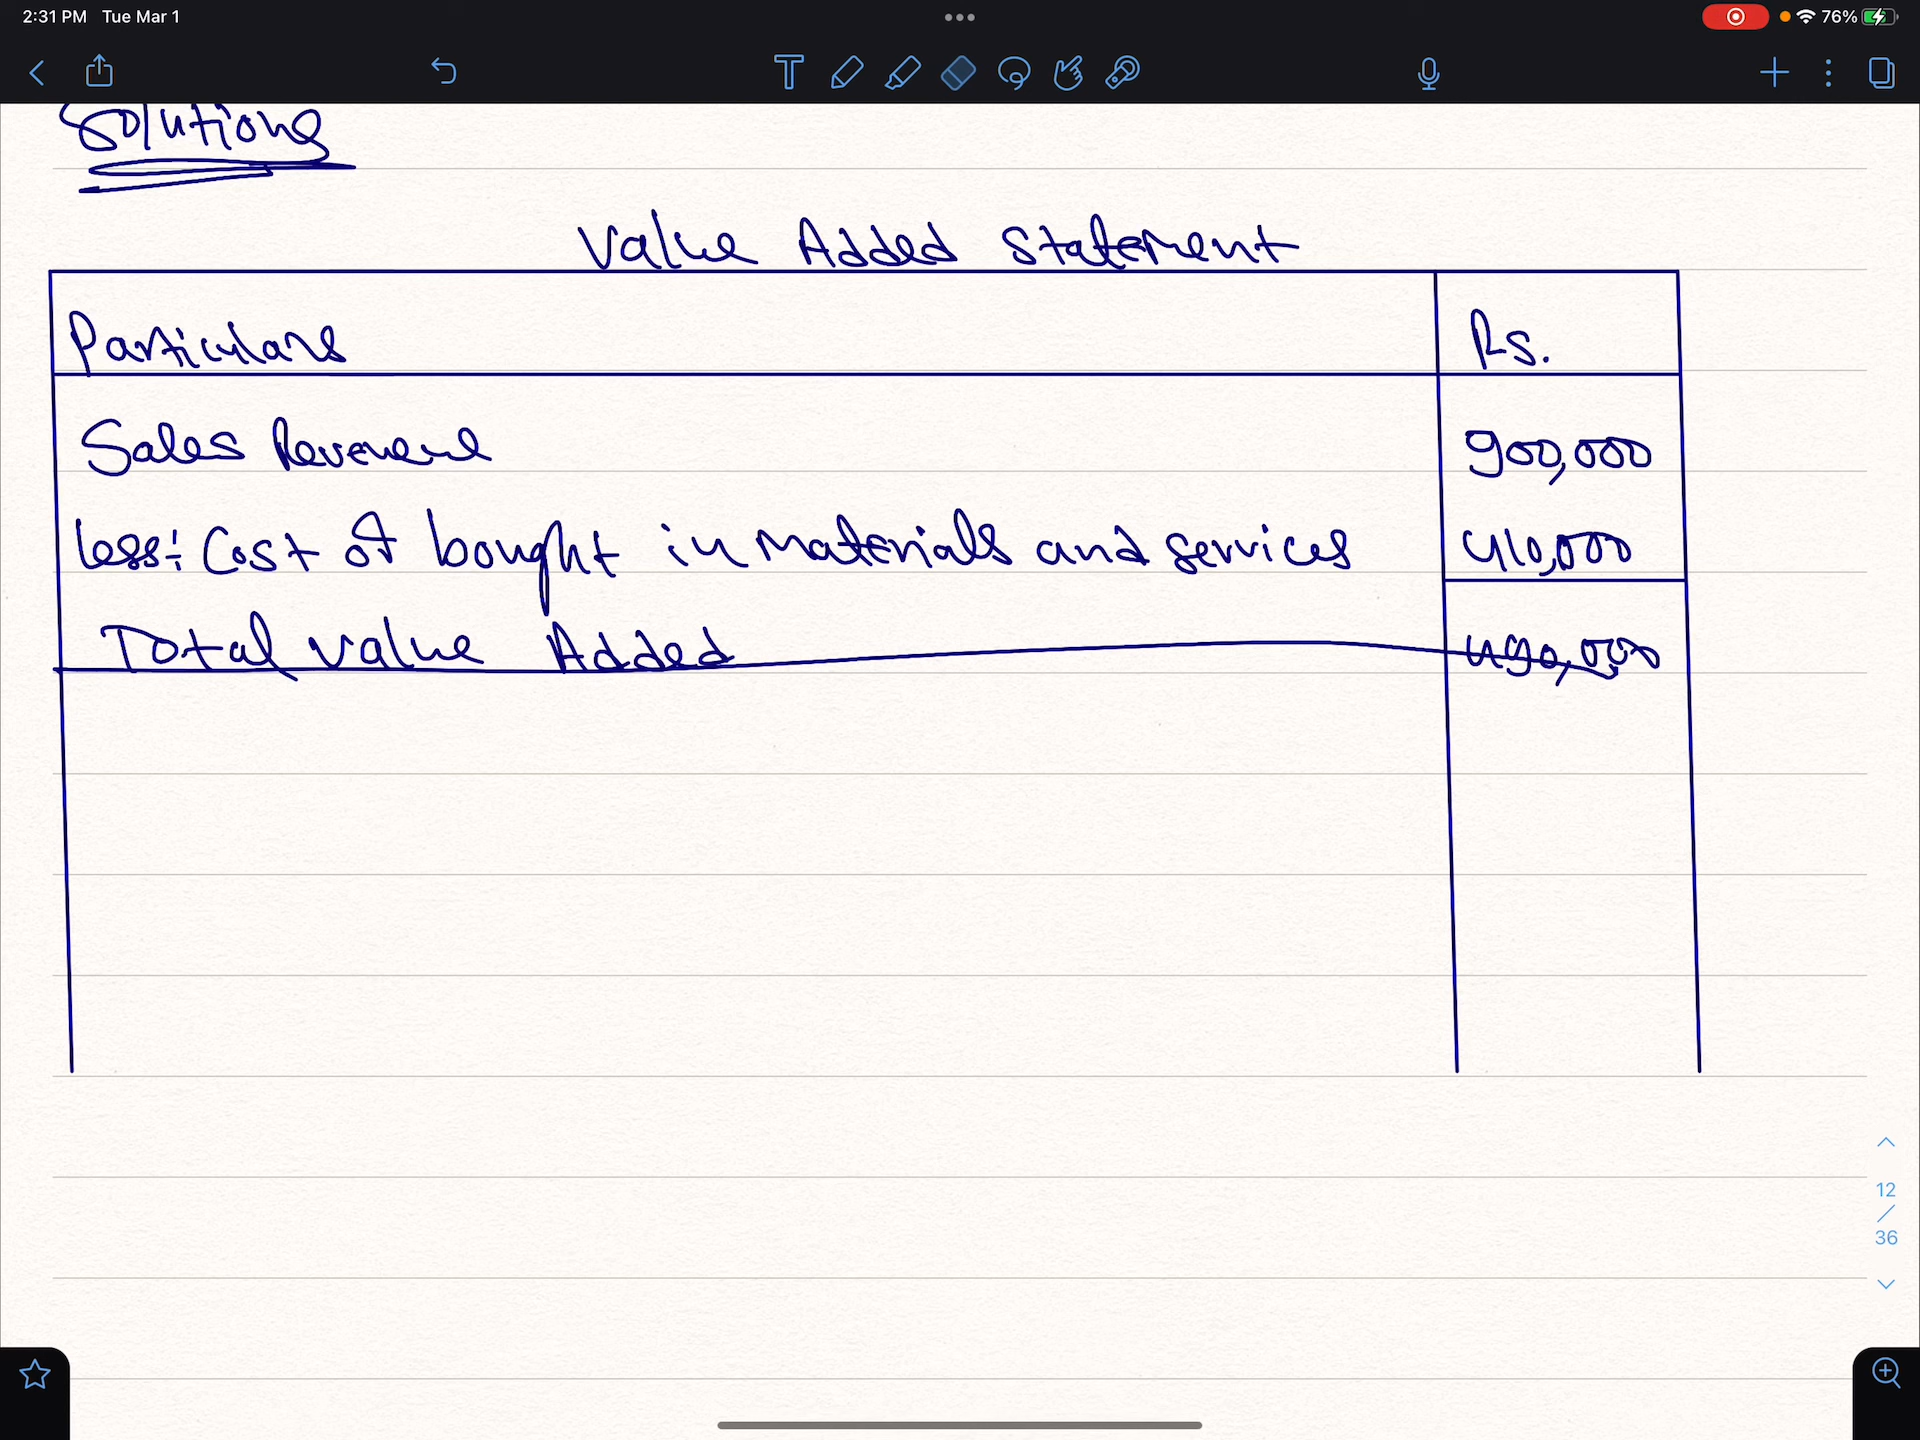 2:31 PM Tue Mar 1
76%
Solutions
Value Added Statement
Particulars Rs.
Sales Revenue 900,000
less: Cost of bought in materials and services 410,000
Total value Added 490,000
12
/
36